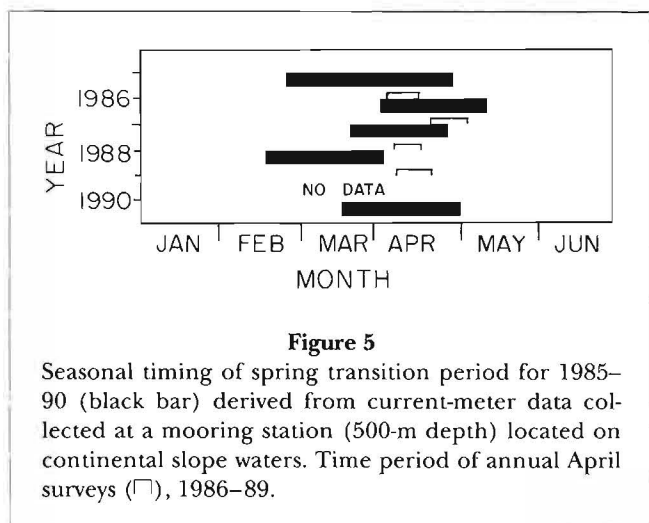 YEAR
1986
1988
1990
NO DATA
JAN FEB MAR APR MAY JUN
MONTH
Figure 5
Seasonal timing of spring transition period for 1985–
90 (black bar) derived from current-meter data col-
lected at a mooring station (500-m depth) located on
continental slope waters. Time period of annual April
surveys (⊓), 1986–89.